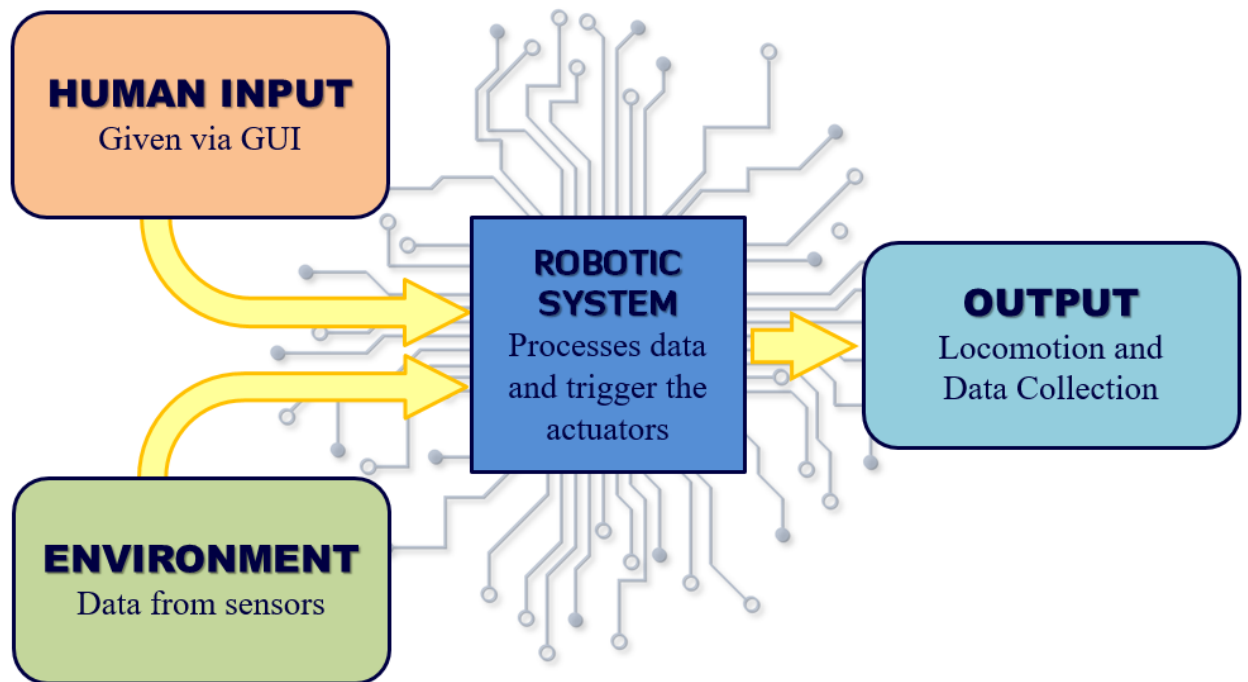 HUMAN INPUT
Given via GUI
ROBOTIC
SYSTEM
Processes data
and trigger the
actuators
OUTPUT
Locomotion and
Data Collection
ENVIRONMENT
Data from sensors